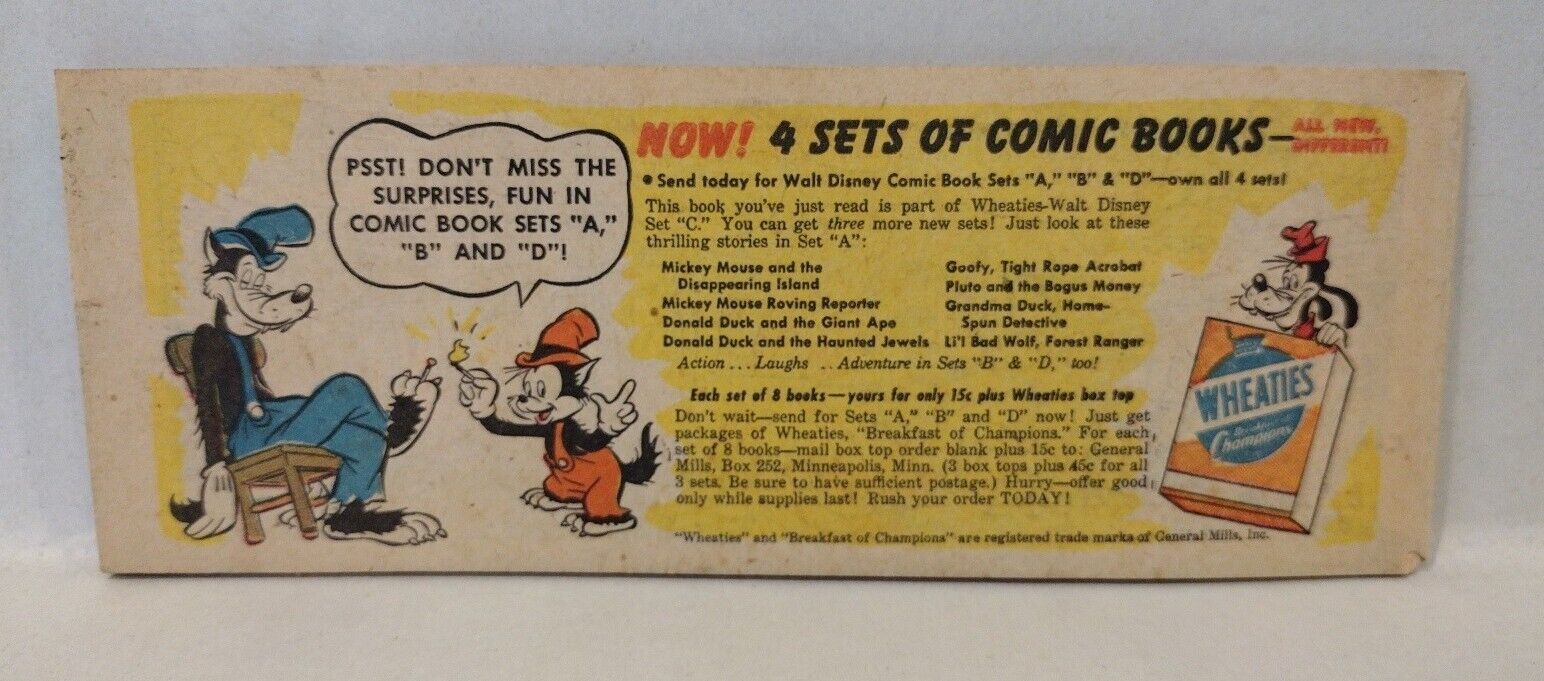 PSST! DON'T MISS THE
SURPRISES, FUN IN
COMIC BOOK SETS "A,"
"B" AND "D"!
NOW! 4 SETS OF COMIC BOOKS—ALL NEW,
DIFFERENT!
• Send today for Walt Disney Comic Book Sets "A," "B" & "D"—own all 4 sets!
This book you've just read is part of Wheaties-Walt Disney
Set "C." You can get three more new sets! Just look at these
thrilling stories in Set "A":
Mickey Mouse and the
Disappearing Island
Mickey Mouse Roving Reporter
Donald Duck and the Giant Ape
Donald Duck and the Haunted Jewels
Goofy, Tight Rope Acrobat
Pluto and the Bogus Money
Grandma Duck, Home-
Spun Detective
Li'l Bad Wolf, Forest Ranger
Action . . . Laughs . . Adventure in Sets "B" & "D," too!
Each set of 8 books—yours for only 15c plus Wheaties box top
Don't wait—send for Sets "A," "B" and "D" now! Just get
packages of Wheaties, "Breakfast of Champions." For each
set of 8 books—mail box top order blank plus 15c to: General
Mills, Box 252, Minneapolis, Minn. (3 box tops plus 45c for all
3 sets. Be sure to have sufficient postage.) Hurry—offer good
only while supplies last! Rush your order TODAY!
"Wheaties" and "Breakfast of Champions" are registered trade marks of General Mills, Inc.
WHEATIES
Breakfast of
Champions